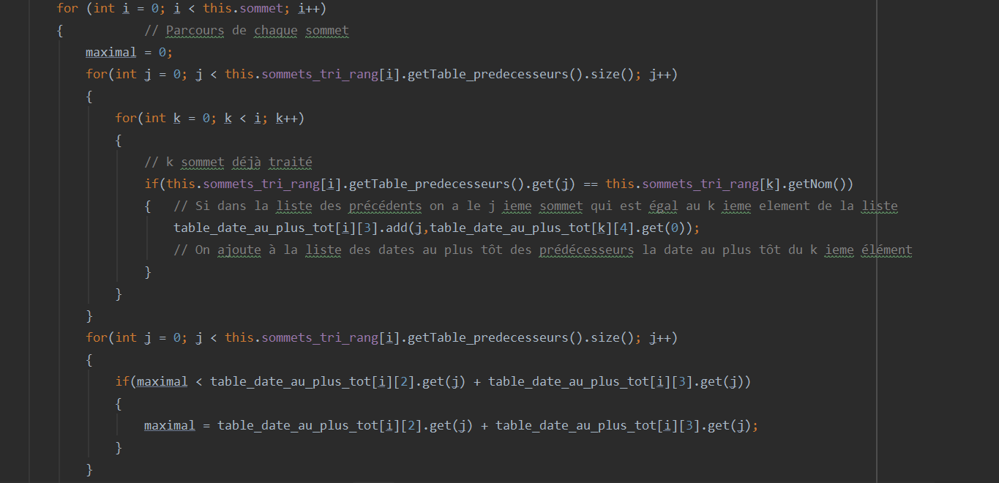 for (int i = 0; i < this.sommet; i++)
{ // Parcours de chaque sommet
maximal = 0;
for(int j = 0; j < this.sommets_tri_rang[i].getTable_predecesseurs().size(); j++)
{
for(int k = 0; k < i; k++)
{
// k sommet déjà traité
if(this.sommets_tri_rang[i].getTable_predecesseurs().get(j) == this.sommets_tri_rang[k].getNom())
{ // Si dans la liste des précédents on a le j ieme sommet qui est égal au k ieme element de la liste
table_date_au_plus_tot[i][3].add(j,table_date_au_plus_tot[k][4].get(0));
// On ajoute à la liste des dates au plus tôt des prédécesseurs la date au plus tôt du k ieme élément
}
}
}
for(int j = 0; j < this.sommets_tri_rang[i].getTable_predecesseurs().size(); j++)
{
if(maximal < table_date_au_plus_tot[i][2].get(j) + table_date_au_plus_tot[i][3].get(j))
{
maximal = table_date_au_plus_tot[i][2].get(j) + table_date_au_plus_tot[i][3].get(j);
}
}